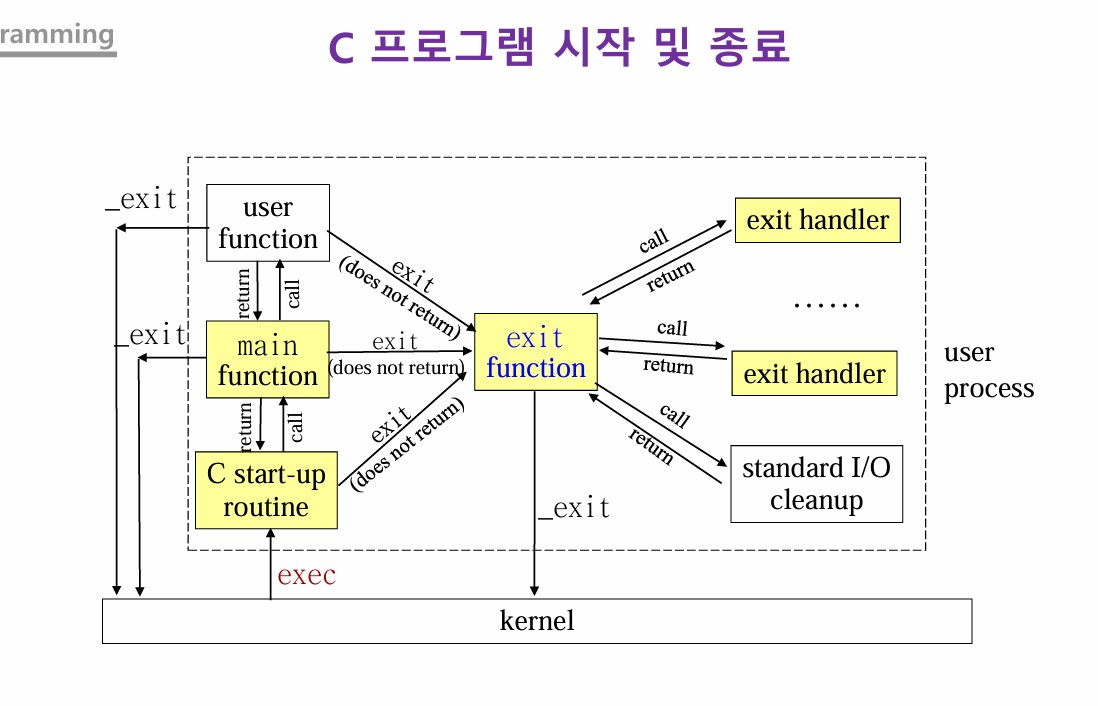 ramming
C 프로그램 시작 및 종료
_exit
user
function
exit
(does not return)
return
call
_exit
main
function
exit
(does not return)
return
call
C start-up
routine
exit
(does not return)
exit
function
call
return
exit handler
......
call
return
exit handler
call
return
standard I/O
cleanup
user
process
_exit
exec
kernel